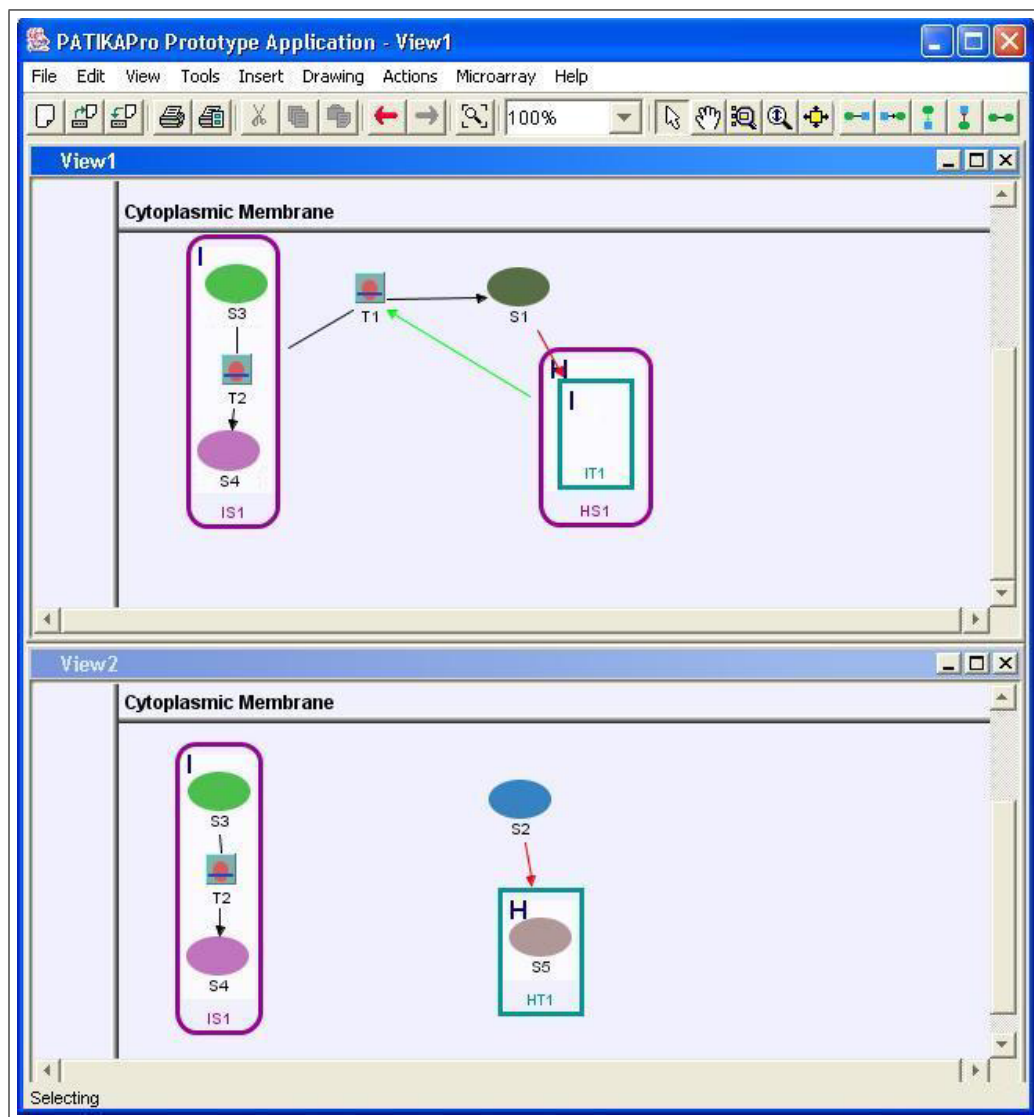 PATIKAPro Prototype Application - View1
File Edit View Tools Insert Drawing Actions Microarray Help
100%
View1
Cytoplasmic Membrane
I
S3
T1
S1
T2
H
I
S4
IT1
IS1
HS1
View2
Cytoplasmic Membrane
I
S3
S2
T2
H
S4
S5
HT1
IS1
Selecting